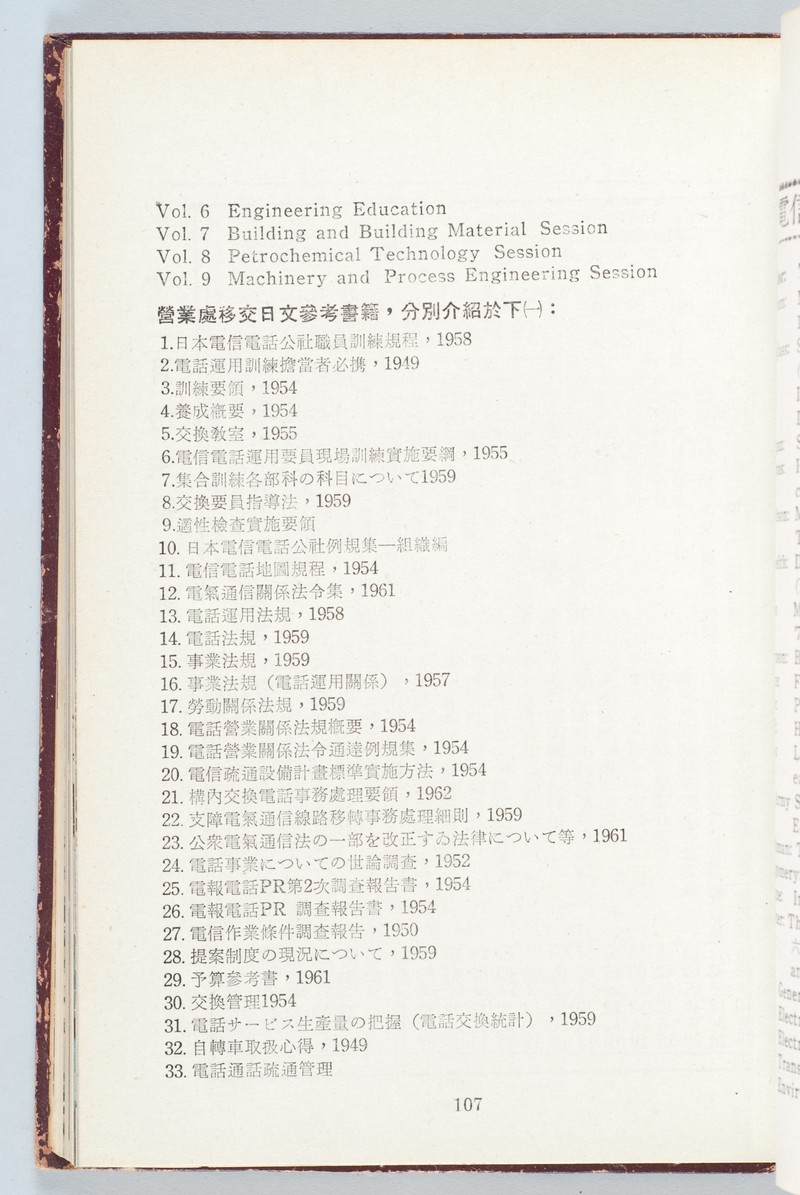 Vol. 6 Engineering Education
Vol. 7 Building and Building Material Session
Vol. 8 Petrochemical Technology Session
Vol. 9 Machinery and Process Engineering Session
營業處移交日文參考書籍，分別介紹於下㈠：
1.日本電信電話公社職員訓練規程，1958
2.電話運用訓練擔當者必携，1949
3.訓練要領，1954
4.養成概要，1954
5.交換敎室，1955
6.電信電話運用要員現場訓練實施要綱，1955
7.集合訓練各部科の科目について1959
8.交換要員指導法，1959
9.適性檢查實施要領
10. 日本電信電話公社例規集—組織編
11. 電信電話地圖規程，1954
12. 電氣通信關係法令集，1961
13. 電話運用法規，1958
14. 電話法規，1959
15. 事業法規，1959
16. 事業法規（電話運用關係），1957
17. 勞動關係法規，1959
18. 電話營業關係法規概要，1954
19. 電話營業關係法令通達例規集，1954
20. 電信疏通設備計畫標準實施方法，1954
21. 構內交換電話事務處理要領，1962
22. 支障電氣通信線路移轉事務處理細則，1959
23. 公衆電氣通信法の一部を改正すゐ法律について等，1961
24. 電話事業についての世論調查，1952
25. 電報電話PR第2次調查報告書，1954
26. 電報電話PR 調查報告書，1954
27. 電信作業條件調查報告，1950
28. 提案制度の現況について，1959
29. 予算參考書，1961
30. 交換管理1954
31. 電話サービス生產量の把握（電話交換統計），1959
32. 自轉車取扱心得，1949
33. 電話通話疏通管理
107